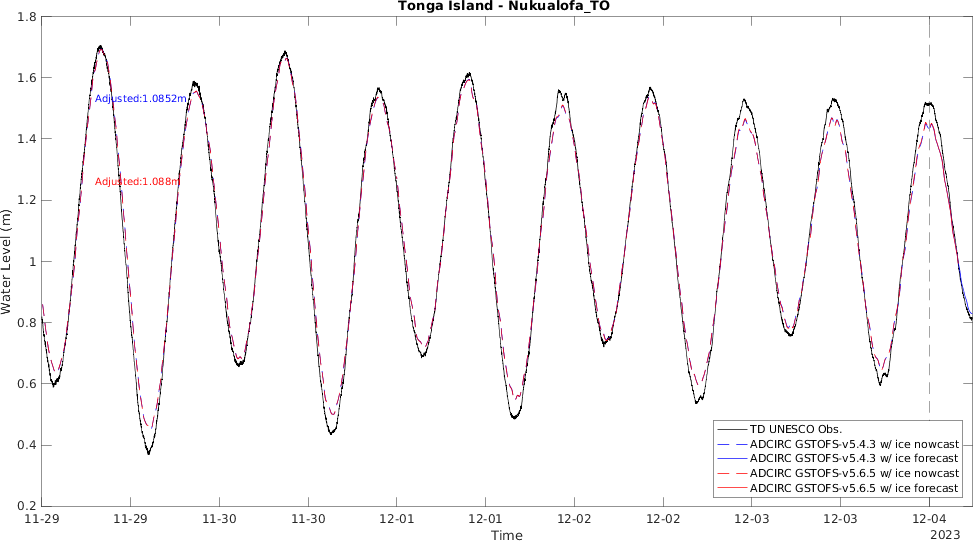 Tonga Island - Nukualofa_TO
1.8
1.6
1.4
1.2
1
0.8
0.6
0.4
0.2
Water Level (m)
Adjusted:1.0852m
Adjusted:1.088m
TD UNESCO Obs.
ADCIRC GSTOFS-v5.4.3 w/ ice nowcast
ADCIRC GSTOFS-v5.4.3 w/ ice forecast
ADCIRC GSTOFS-v5.6.5 w/ ice nowcast
ADCIRC GSTOFS-v5.6.5 w/ ice forecast
11-29 11-29 11-30 11-30 12-01 12-01 12-02 12-02 12-03 12-03 12-04
Time 2023